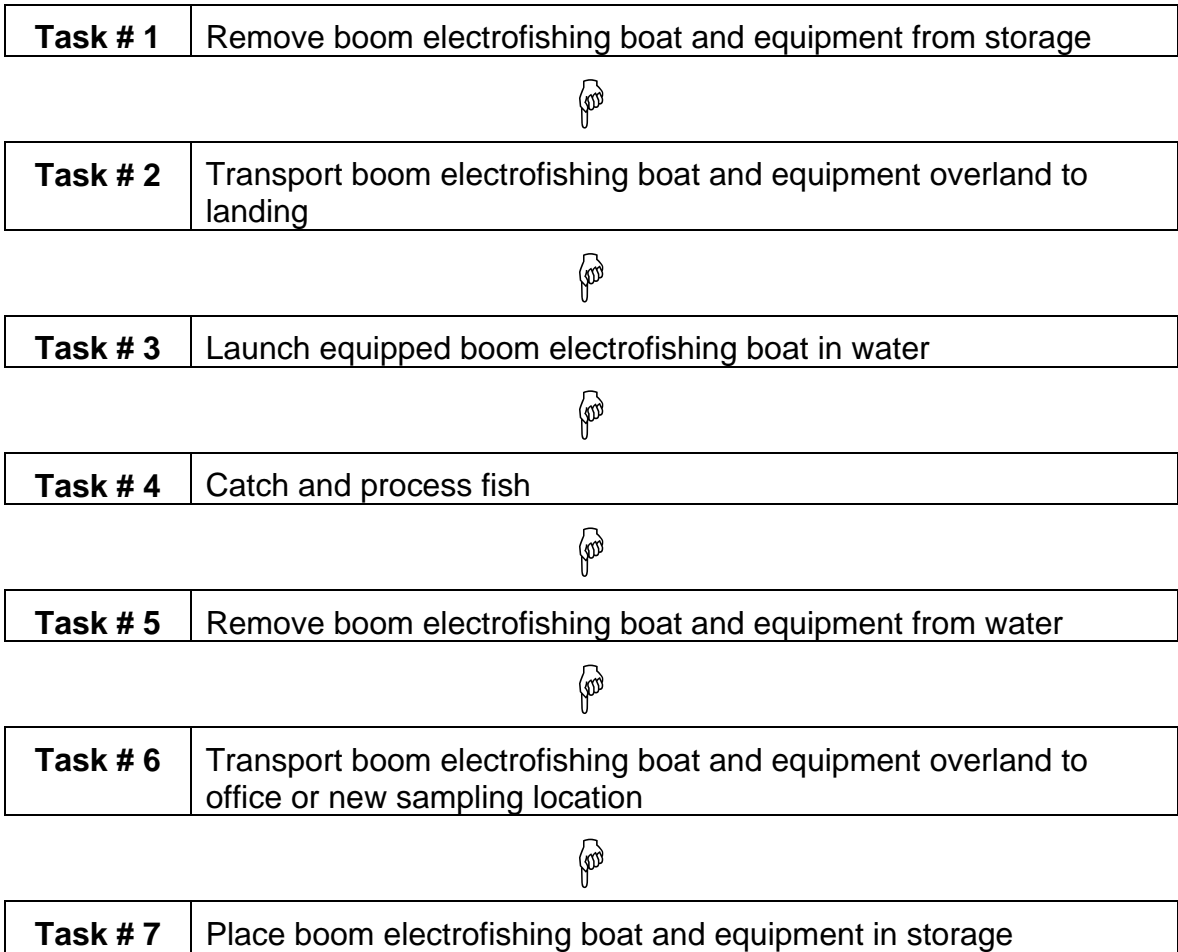 Task # 1 Remove boom electrofishing boat and equipment from storage
Task # 2 Transport boom electrofishing boat and equipment overland to
landing
Task # 3 Launch equipped boom electrofishing boat in water
Task # 4 Catch and process fish
Task # 5 Remove boom electrofishing boat and equipment from water
Task # 6 Transport boom electrofishing boat and equipment overland to
office or new sampling location
Task # 7 Place boom electrofishing boat and equipment in storage